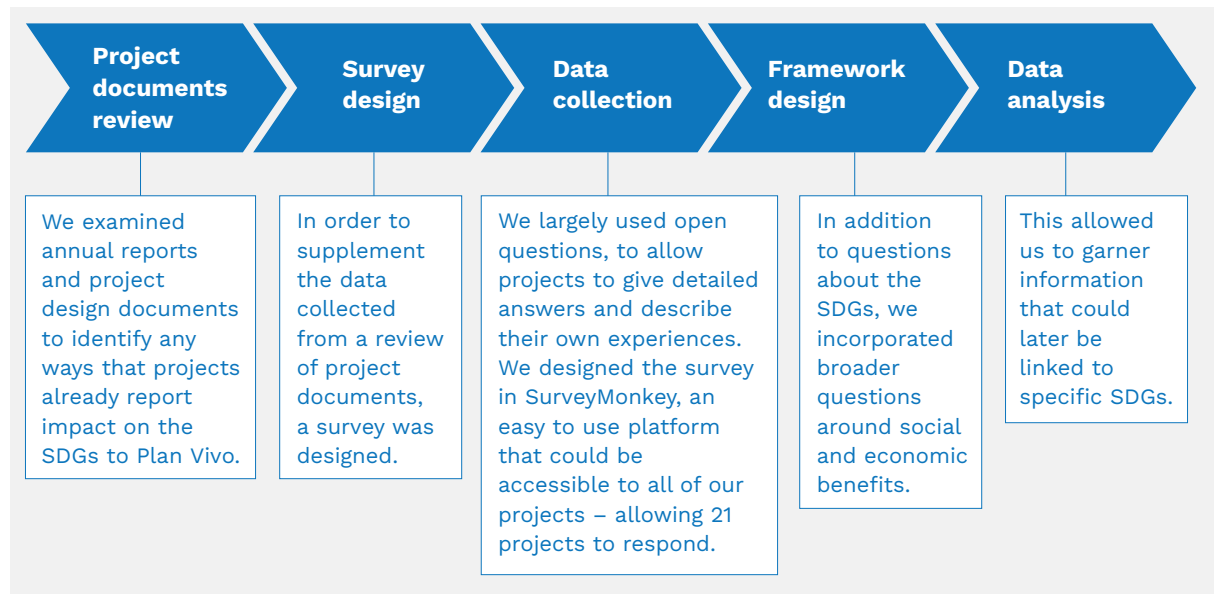 Project
documents
review
Survey
design
Data
collection
Framework
design
Data
analysis
We examined
annual reports
and project
design documents
to identify any
ways that projects
already report
impact on the
SDGs to Plan Vivo.
In order to
supplement
the data
collected
from a review
of project
documents,
a survey was
designed.
We largely used open
questions, to allow
projects to give detailed
answers and describe
their own experiences.
We designed the survey
in SurveyMonkey, an
easy to use platform
that could be
accessible to all of our
projects – allowing 21
projects to respond.
In addition
to questions
about the
SDGs, we
incorporated
broader
questions
around social
and economic
benefits.
This allowed
us to garner
information
that could
later be
linked to
specific SDGs.